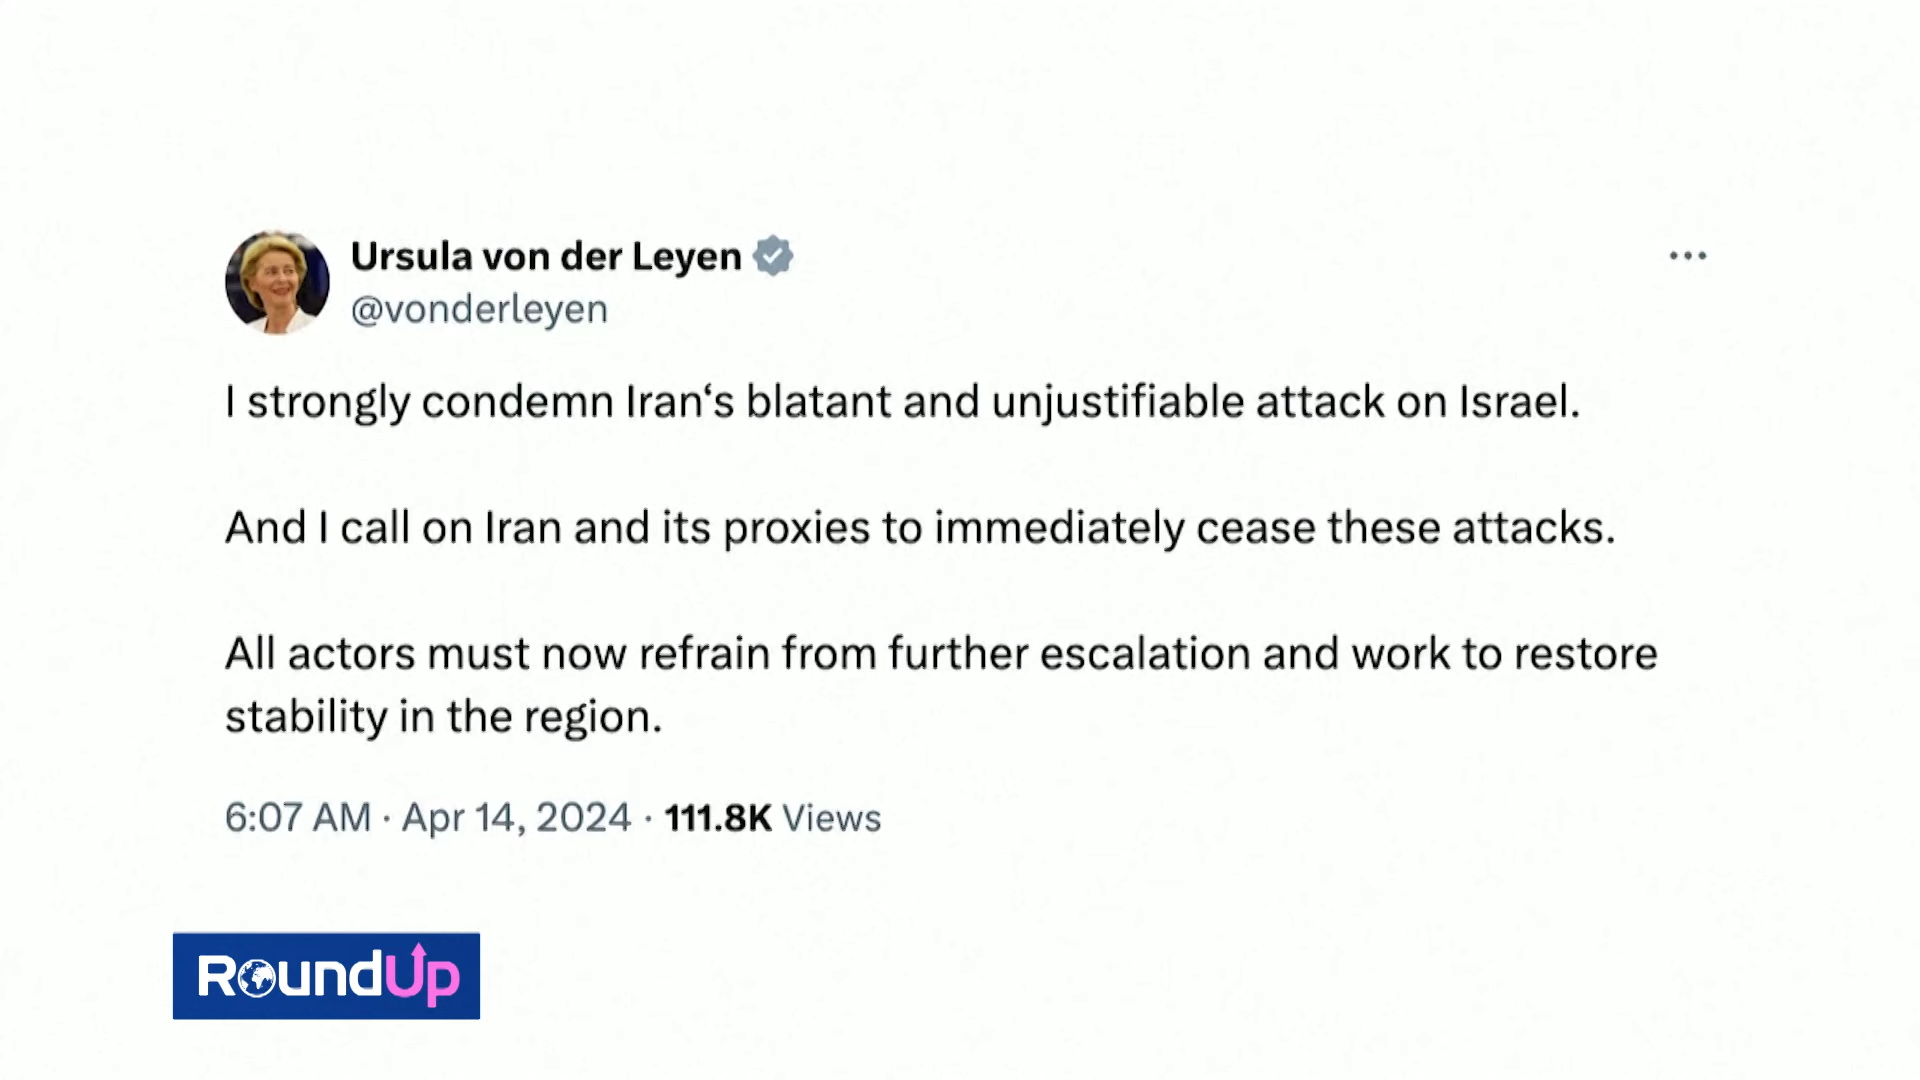 Ursula von der Leyen
@vonderleyen
I strongly condemn Iran‘s blatant and unjustifiable attack on Israel.
And I call on Iran and its proxies to immediately cease these attacks.
All actors must now refrain from further escalation and work to restore
stability in the region.
6:07 AM · Apr 14, 2024 · 111.8K Views
RoundUp